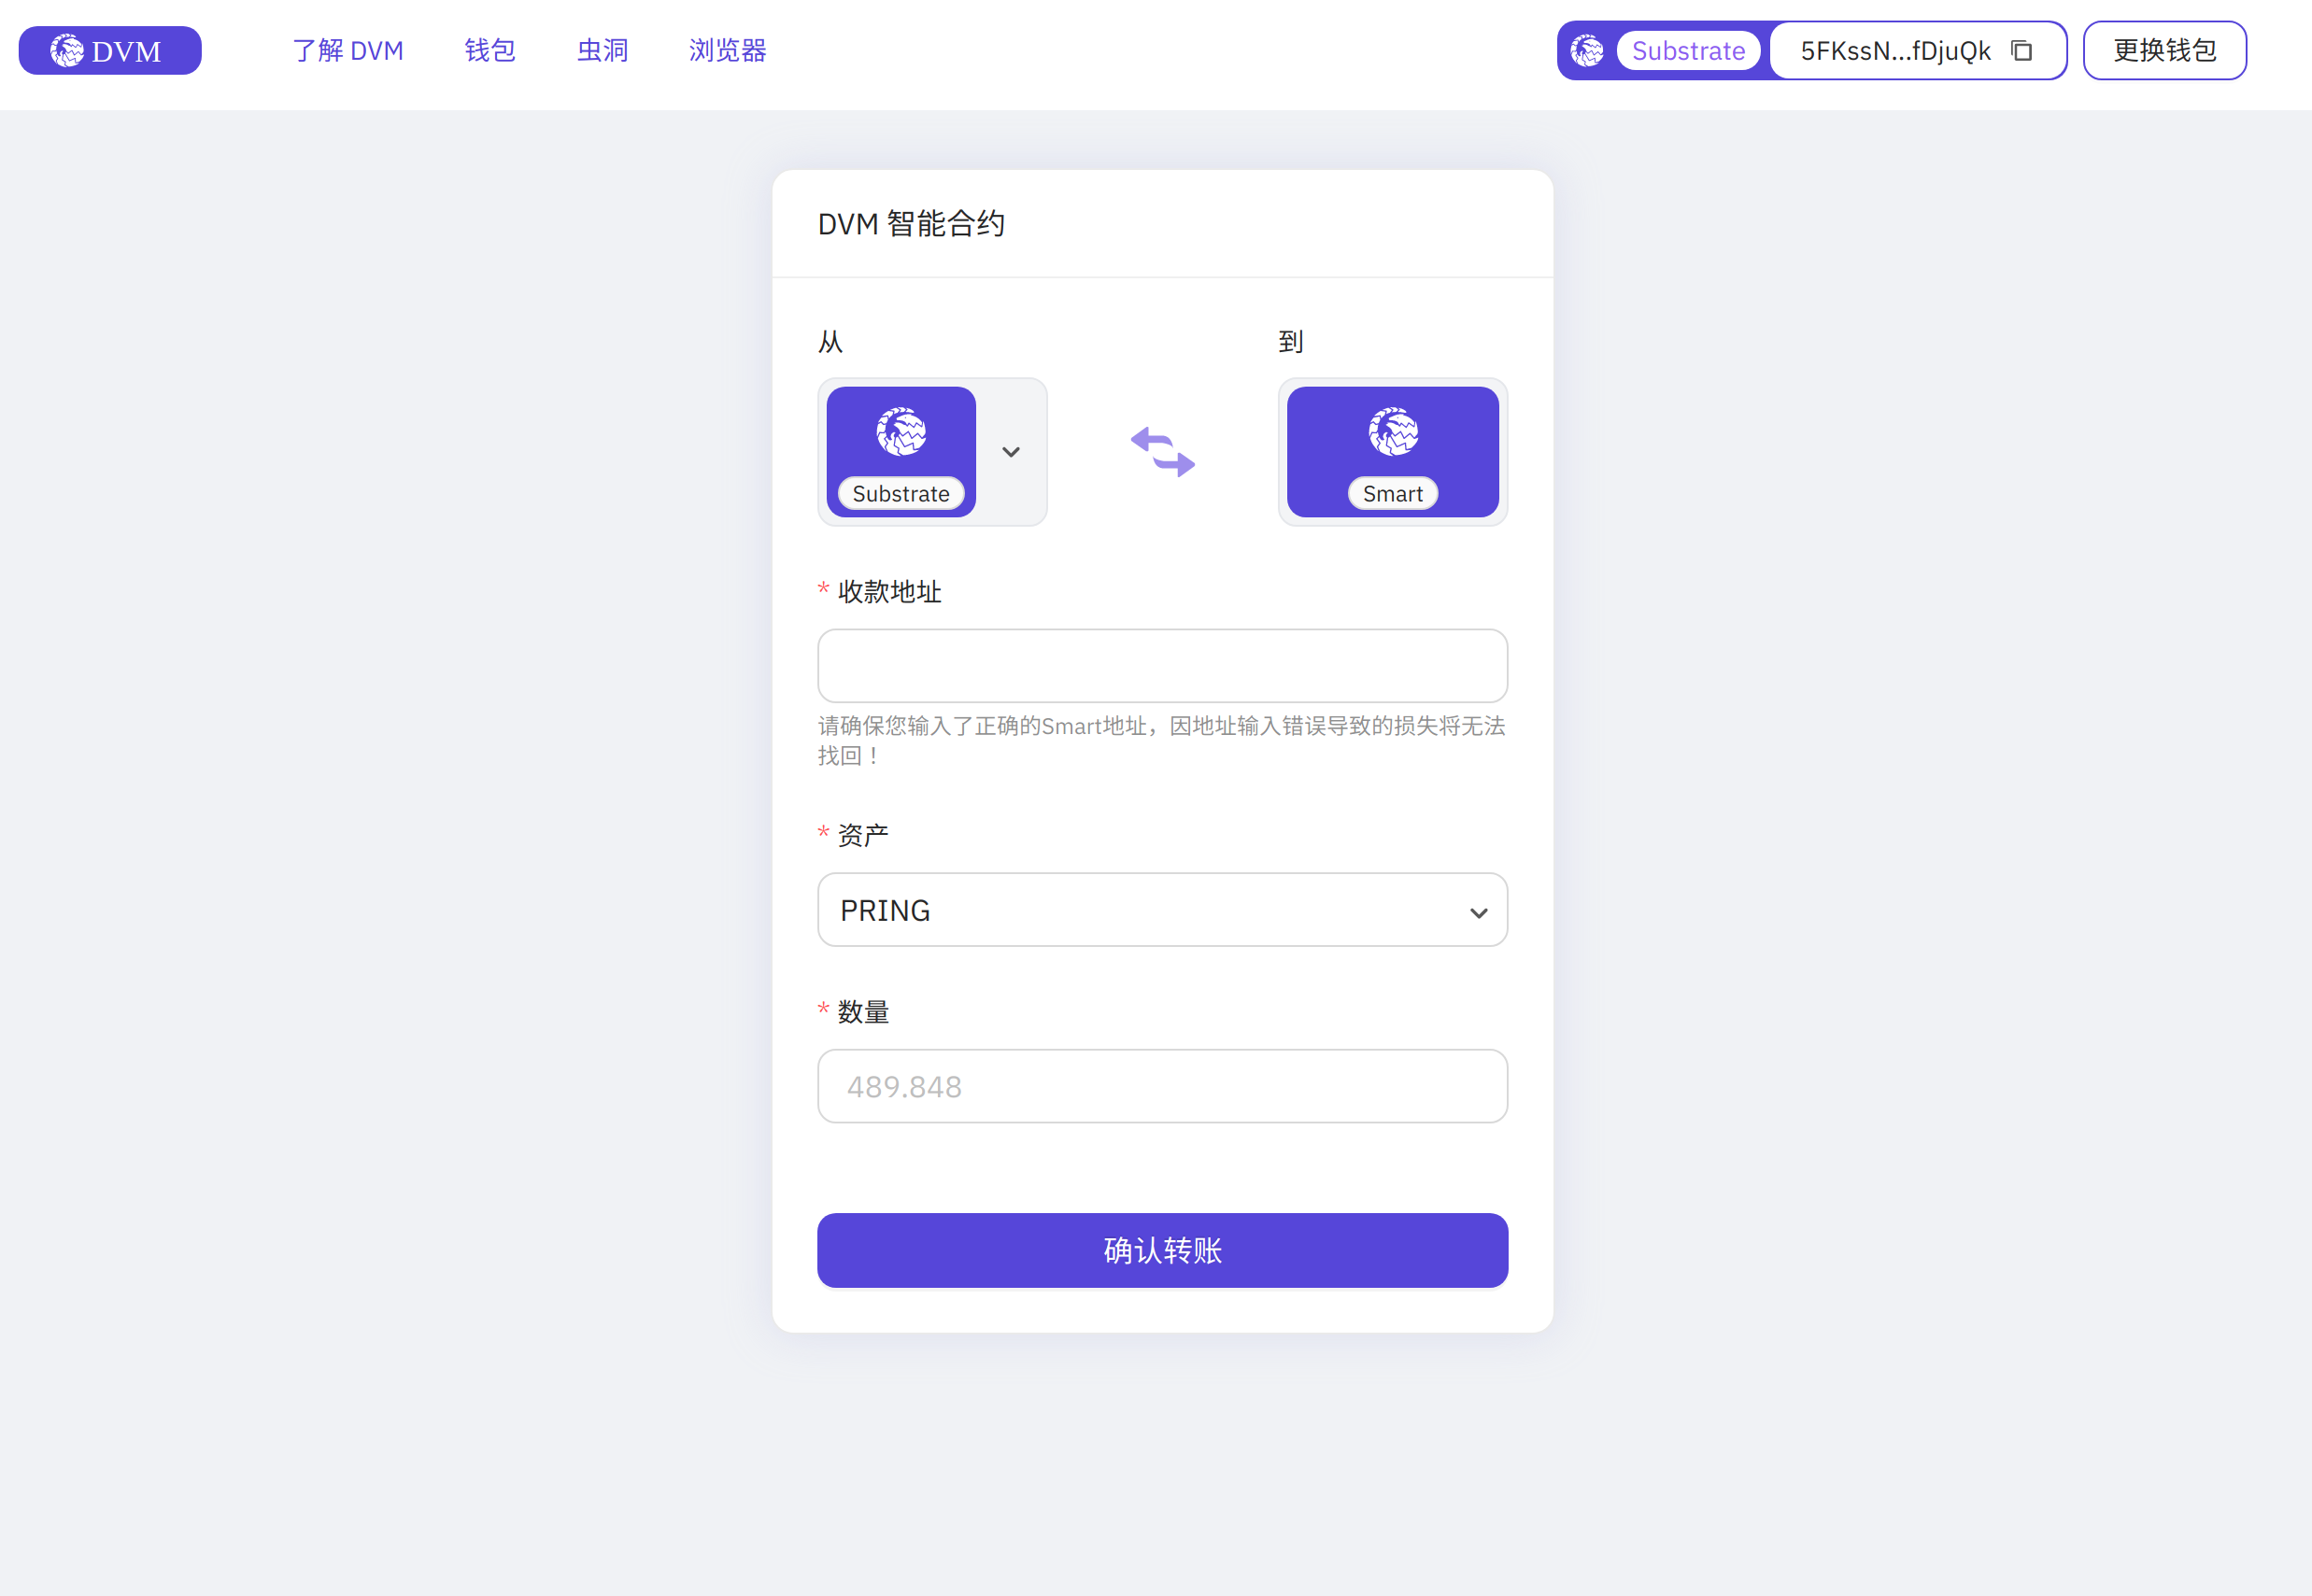 DVM
了解 DVM
钱包
虫洞
浏览器
Substrate
5FKssN...fDjuQk
更换钱包
DVM 智能合约
从
到
Substrate
Smart
* 收款地址
请确保您输入了正确的Smart地址，因地址输入错误导致的损失将无法
找回！
* 资产
PRING
* 数量
489.848
确认转账